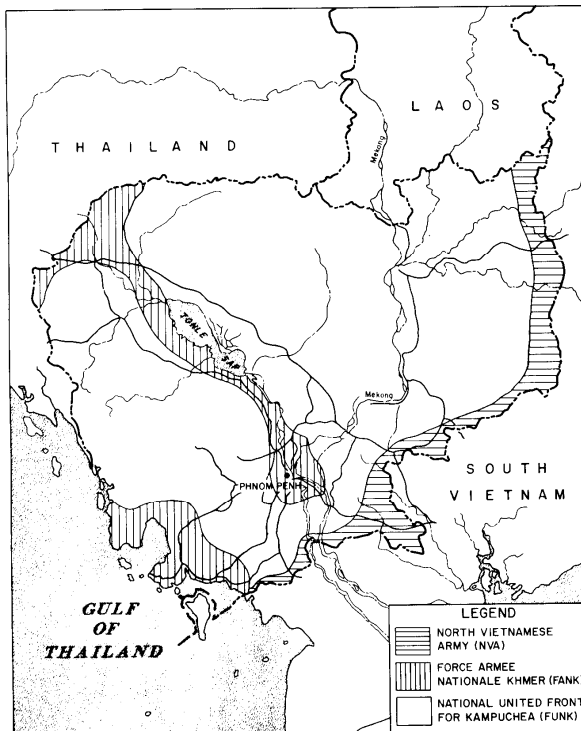 LAOS
THAILAND
Mekong
TONLE
SAP
Mekong
PHNOM PENH
SOUTH
VIETNAM
GULF
OF
THAILAND
LEGEND
NORTH VIETNAMESE
ARMY (NVA)
FORCE ARMEE
NATIONALE KHMER (FANK)
NATIONAL UNITED FRONT
FOR KAMPUCHEA (FUNK)